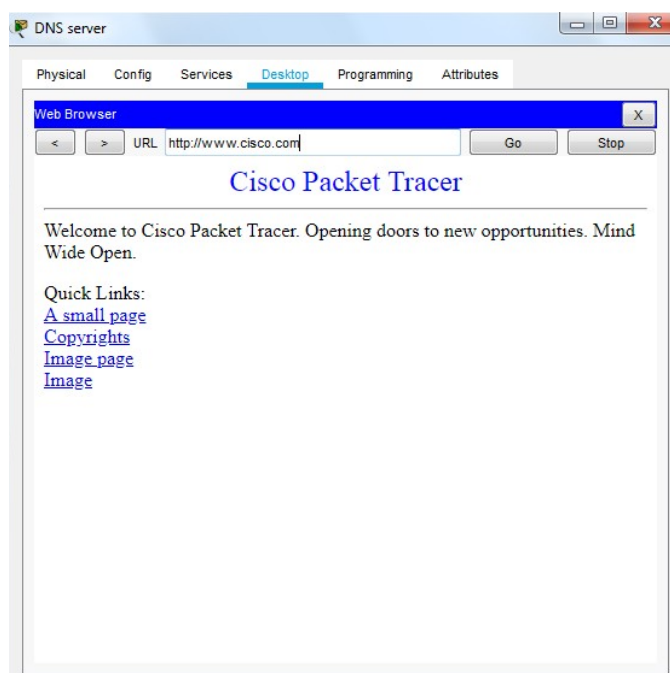 DNS server
X
Physical Config Services Desktop Programming Attributes
Web Browser X
< > URL http://www.cisco.com Go Stop
Cisco Packet Tracer
Welcome to Cisco Packet Tracer. Opening doors to new opportunities. Mind
Wide Open.
Quick Links:
A small page
Copyrights
Image page
Image